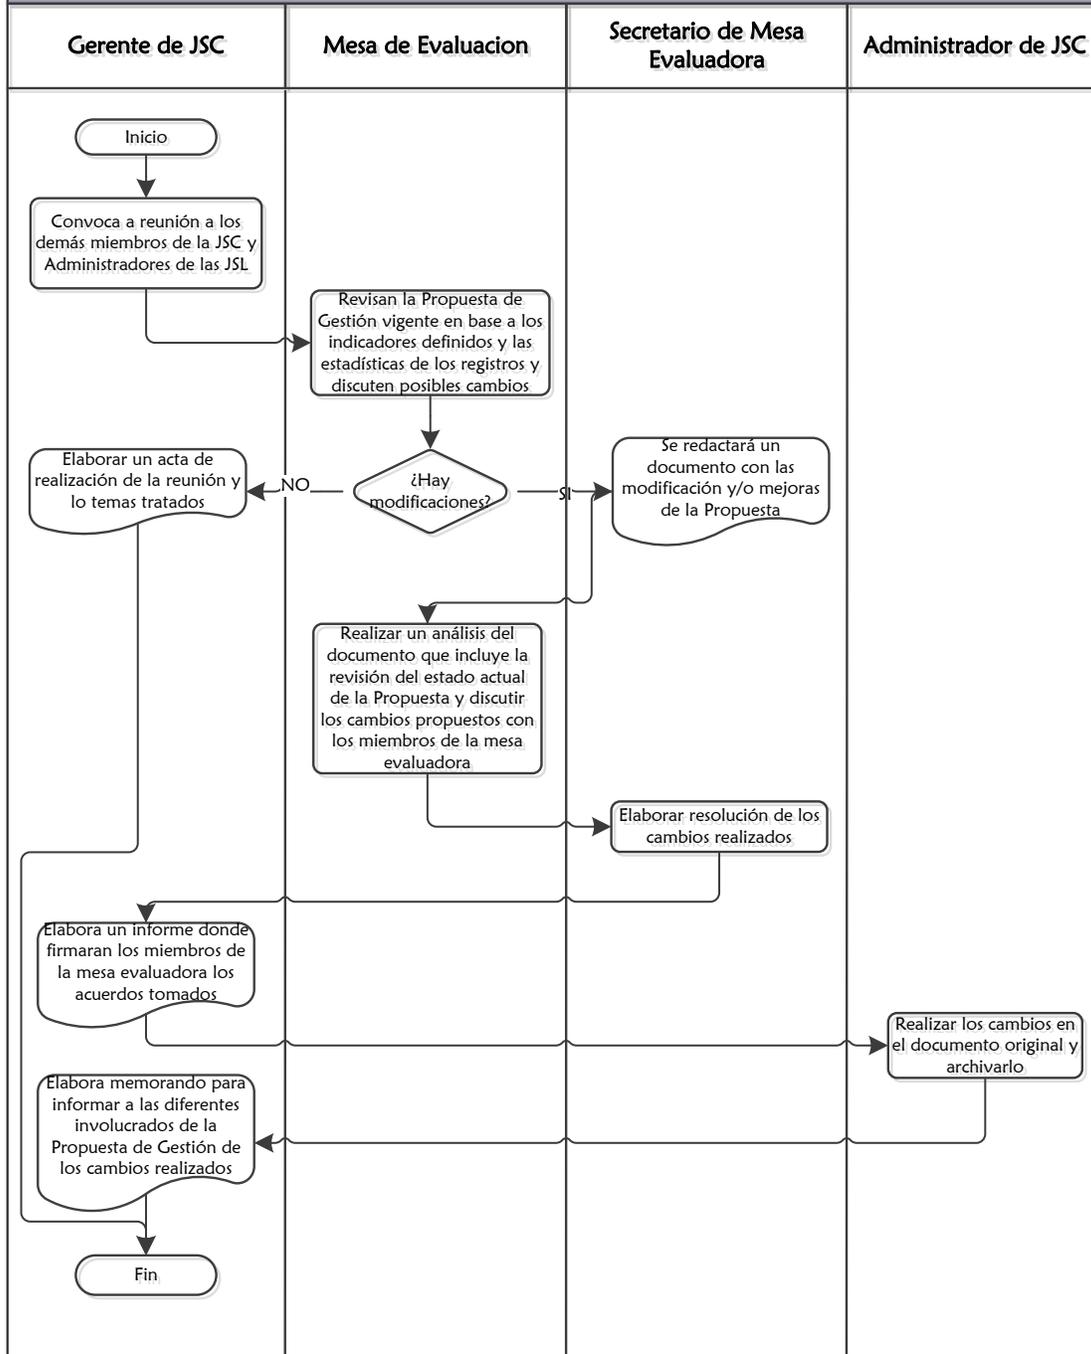 Gerente de JSC
Mesa de Evaluacion
Secretario de Mesa
Evaluadora
Administrador de JSC
Inicio
Convoca a reunión a los
demás miembros de la JSC y
Administradores de las JSL
Revisan la Propuesta de
Gestión vigente en base a los
indicadores definidos y las
estadísticas de los registros y
discuten posibles cambios
¿Hay
modificaciones?
NO
SI
Elaborar un acta de
realización de la reunión y
lo temas tratados
Se redactará un
documento con las
modificación y/o mejoras
de la Propuesta
Realizar un análisis del
documento que incluye la
revisión del estado actual
de la Propuesta y discutir
los cambios propuestos con
los miembros de la mesa
evaluadora
Elaborar resolución de los
cambios realizados
Elabora un informe donde
firmaran los miembros de
la mesa evaluadora los
acuerdos tomados
Realizar los cambios en
el documento original y
archivarlo
Elabora memorando para
informar a las diferentes
involucrados de la
Propuesta de Gestión de
los cambios realizados
Fin